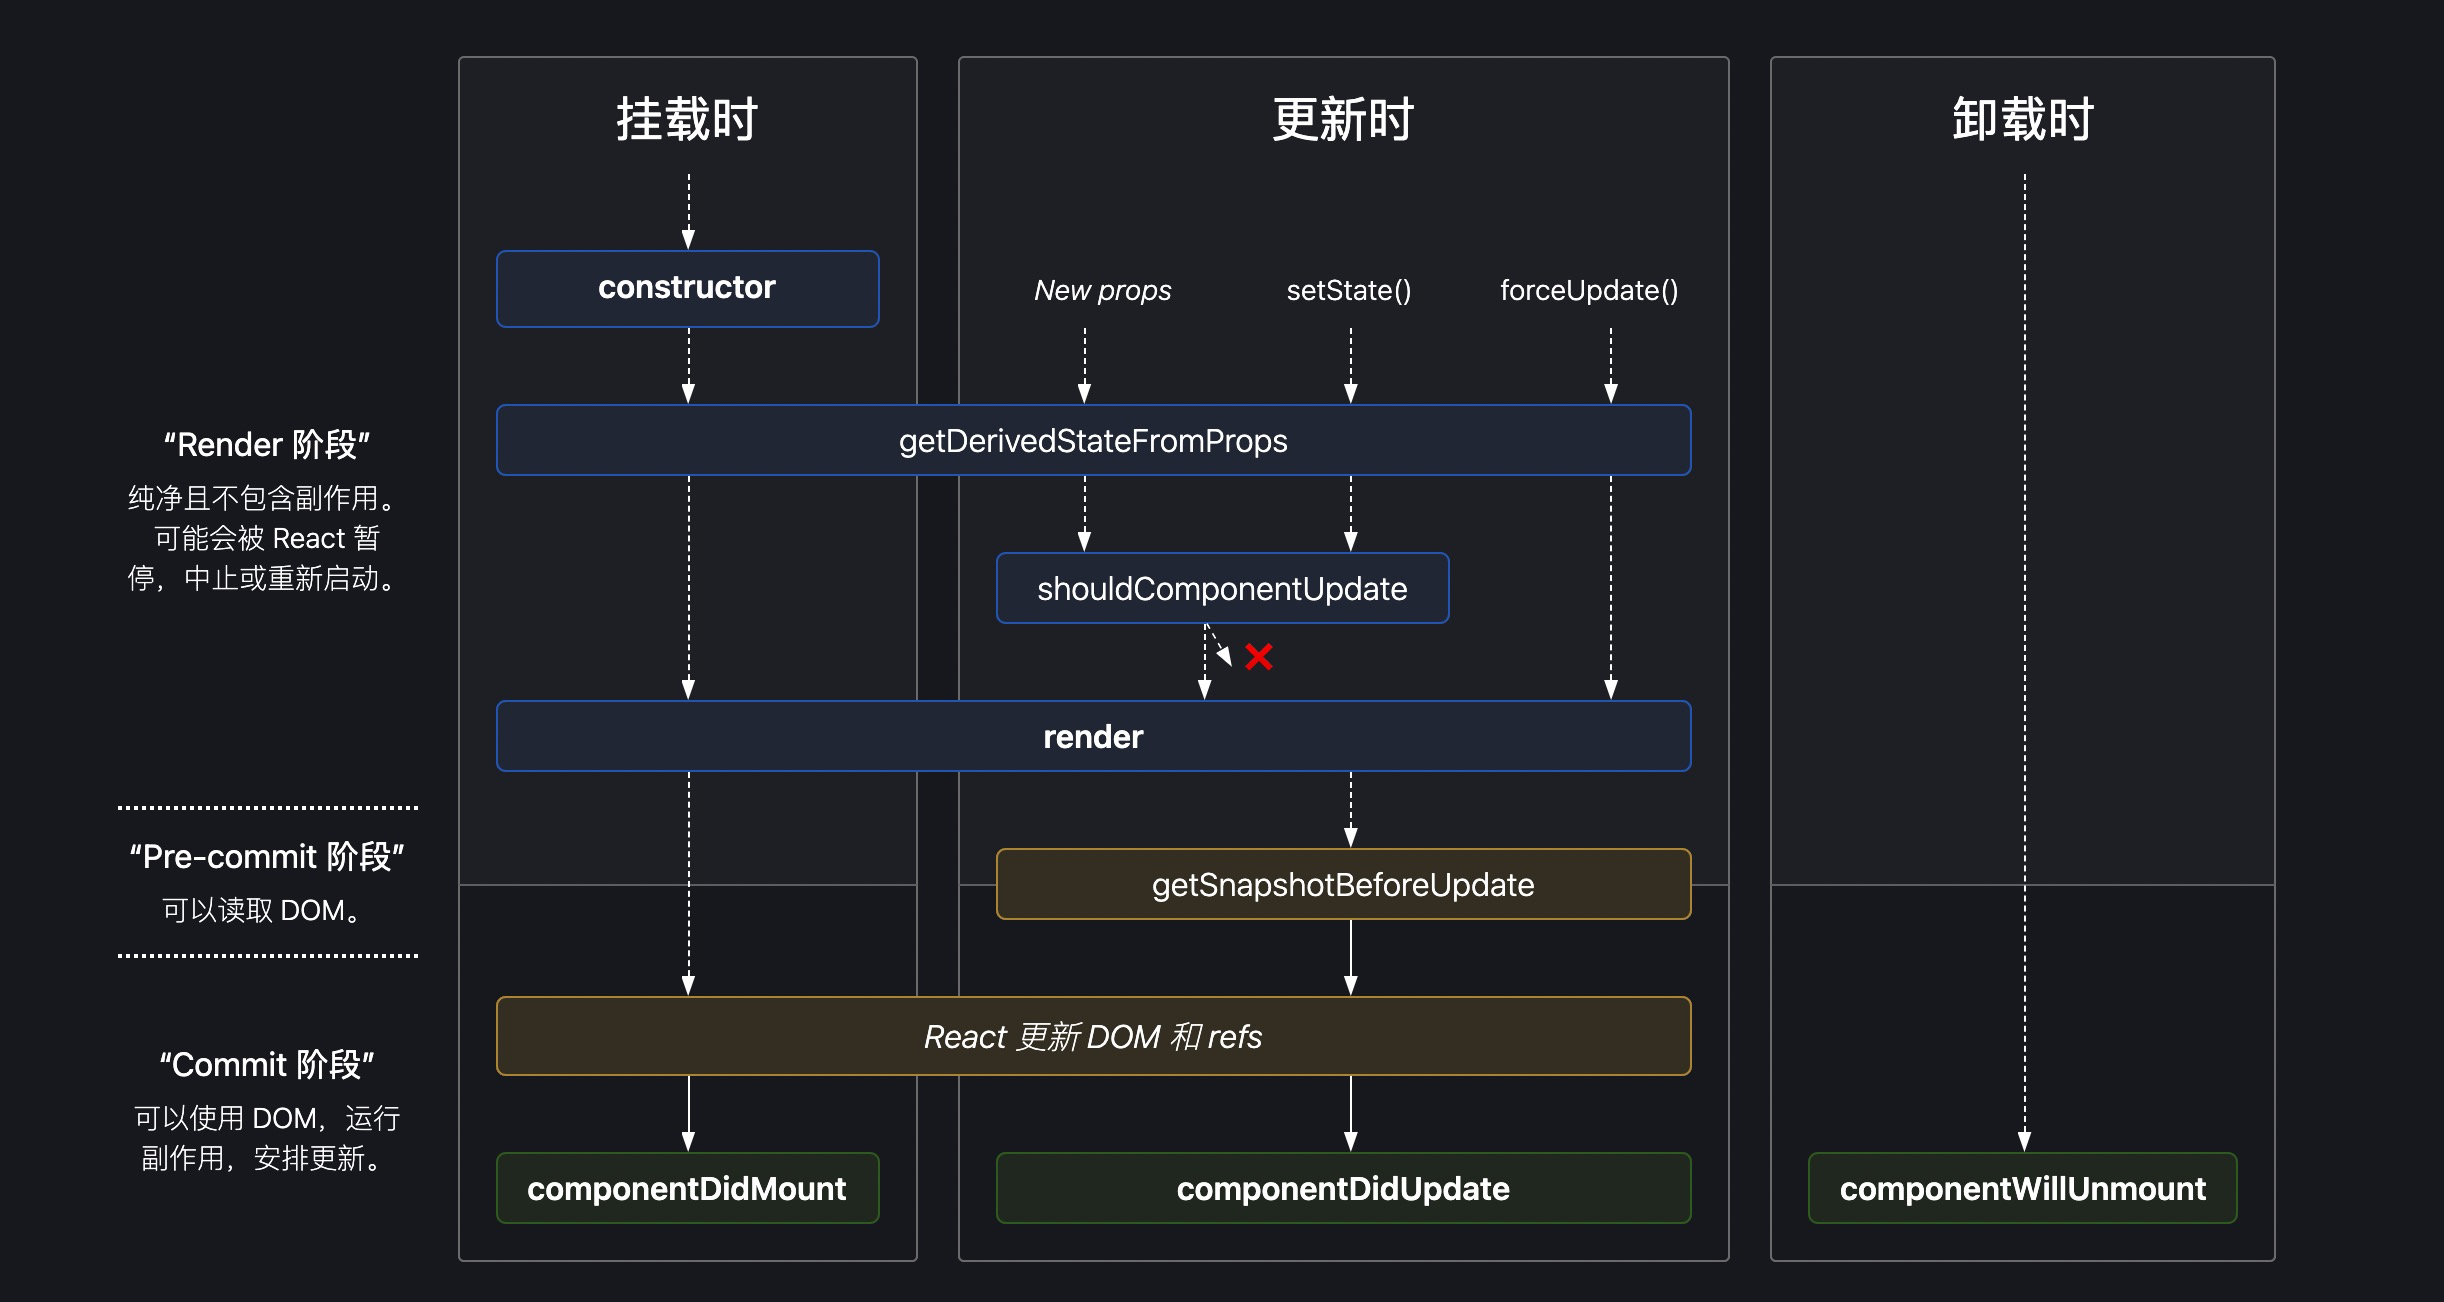 挂载时
更新时
卸载时
constructor
New props
setState()
forceUpdate()
getDerivedStateFromProps
“Render 阶段”
纯净且不包含副作用。
可能会被 React 暂
停，中止或重新启动。
shouldComponentUpdate
render
“Pre-commit 阶段”
可以读取 DOM。
getSnapshotBeforeUpdate
React 更新 DOM 和 refs
“Commit 阶段”
可以使用 DOM，运行
副作用，安排更新。
componentDidMount
componentDidUpdate
componentWillUnmount